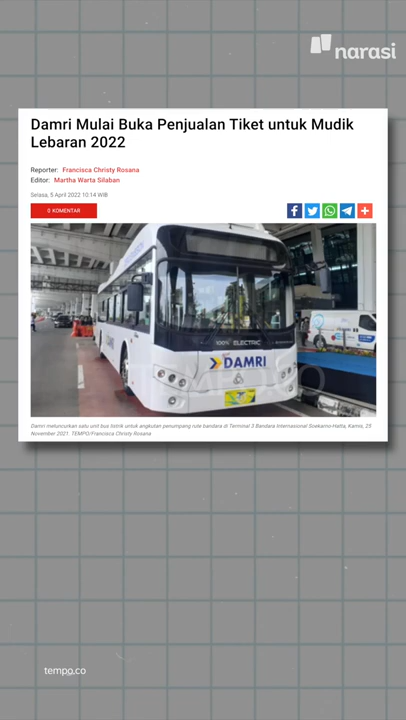 narasi
Damri Mulai Buka Penjualan Tiket untuk Mudik
Lebaran 2022
Reporter: Francisca Christy Rosana
Editor: Martha Warta Silaban
Selasa, 5 April 2022 10:14 WIB
0 KOMENTAR
100% ELECTRIC
DAMRI
TEMPO
Damri meluncurkan satu unit bus listrik untuk angkutan penumpang rute bandara di Terminal 3 Bandara Internasional Soekarno-Hatta, Kamis, 25
November 2021. TEMPO/Francisca Christy Rosana
tempo.co